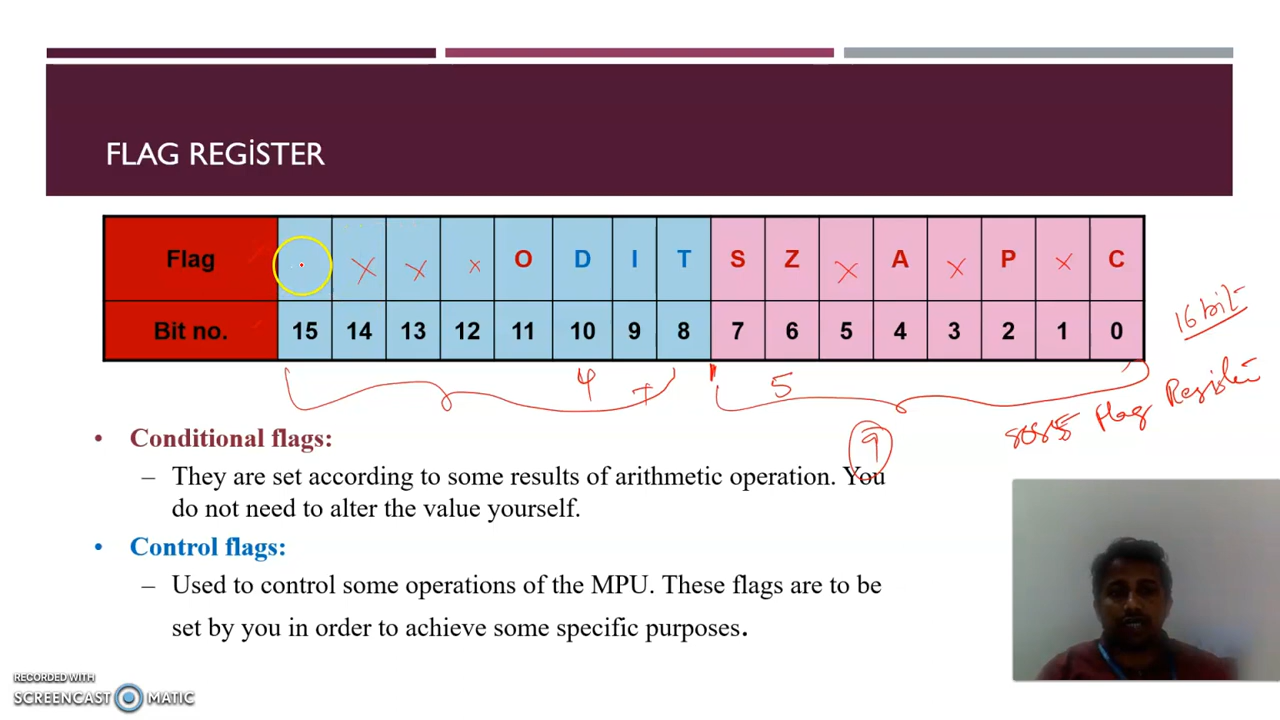 FLAG REGİSTER
Flag × × × O D I T S Z × A × P × C
Bit no. 15 14 13 12 11 10 9 8 7 6 5 4 3 2 1 0
16 bit
4 + 5
9
8085 Flag Register
• Conditional flags:
– They are set according to some results of arithmetic operation. You
do not need to alter the value yourself.
• Control flags:
– Used to control some operations of the MPU. These flags are to be
set by you in order to achieve some specific purposes.
RECORDED WITH
SCREENCAST MATIC